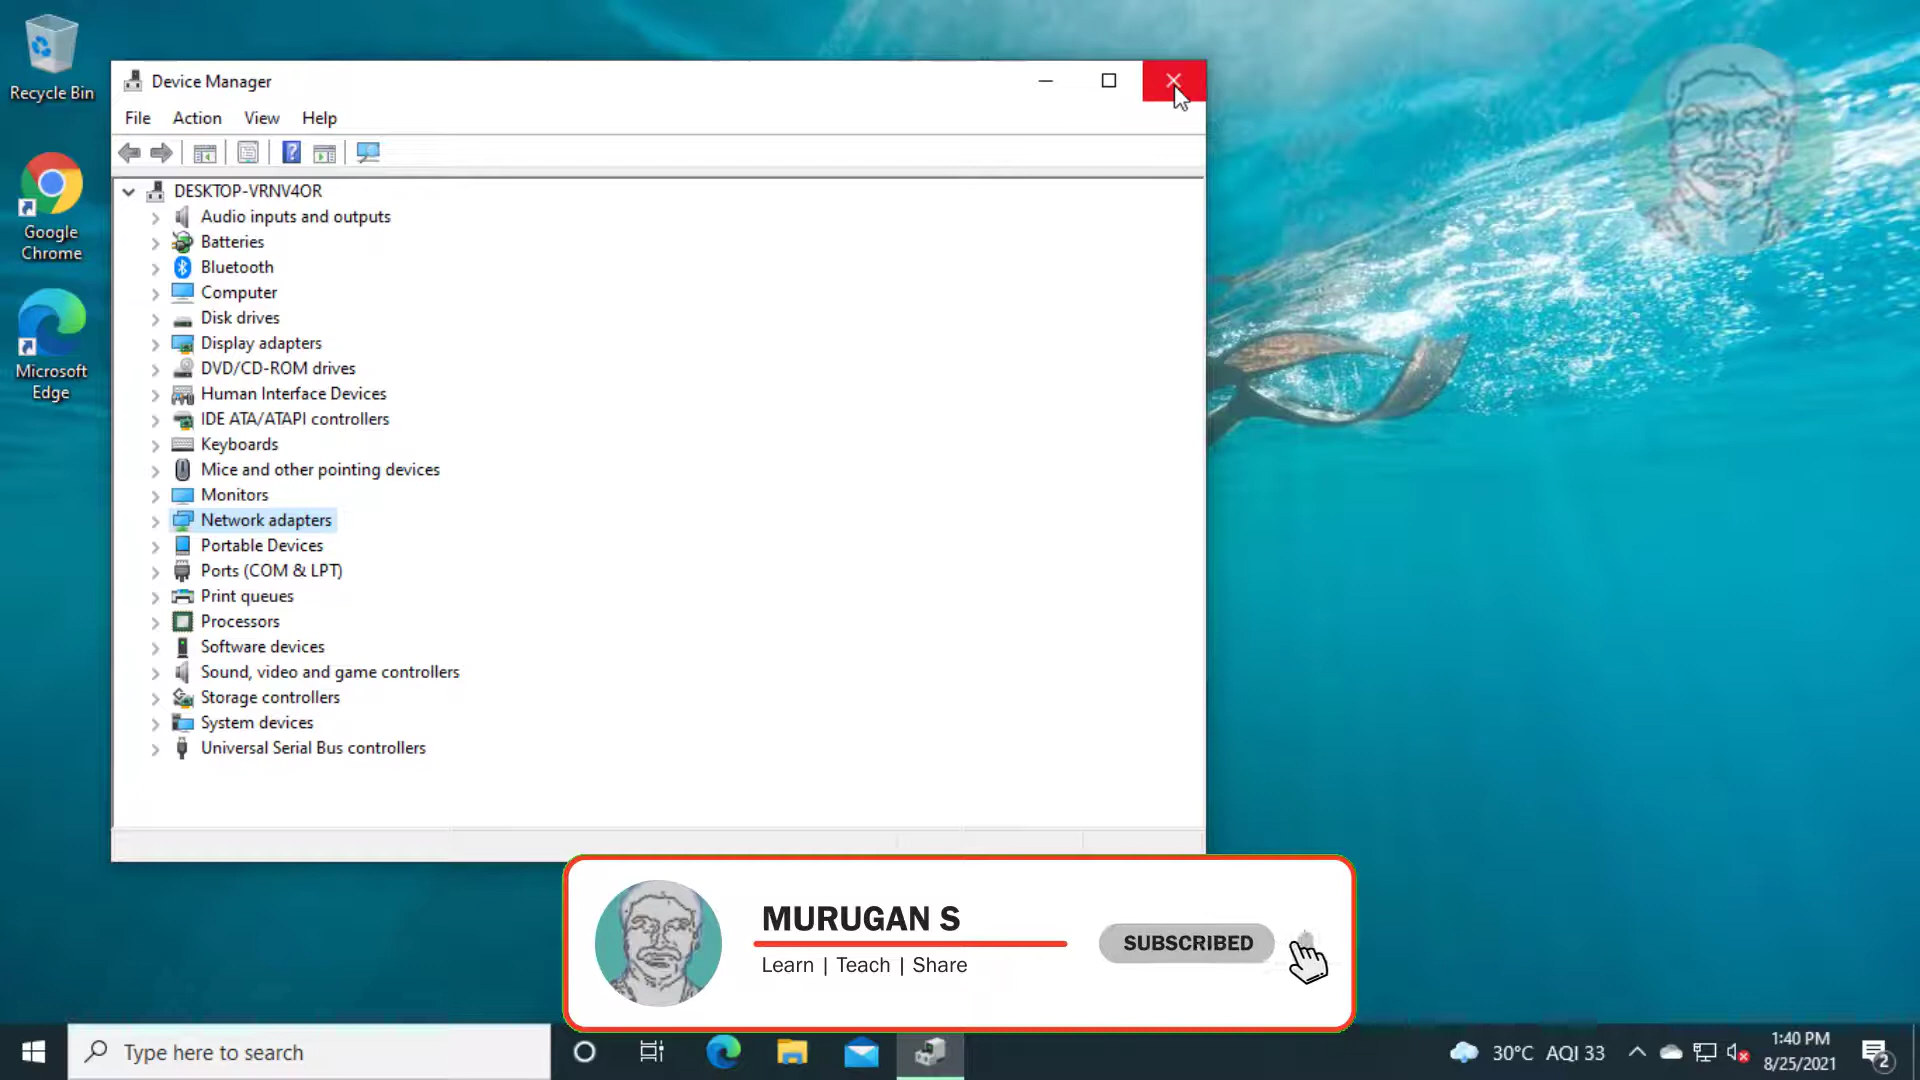 Recycle Bin
Google
Chrome
Microsoft
Edge
Device Manager
File Action View Help
DESKTOP-VRNV4OR
Audio inputs and outputs
Batteries
Bluetooth
Computer
Disk drives
Display adapters
DVD/CD-ROM drives
Human Interface Devices
IDE ATA/ATAPI controllers
Keyboards
Mice and other pointing devices
Monitors
Network adapters
Portable Devices
Ports (COM & LPT)
Print queues
Processors
Software devices
Sound, video and game controllers
Storage controllers
System devices
Universal Serial Bus controllers
MURUGAN S
Learn | Teach | Share
SUBSCRIBED
Type here to search
30°C AQI 33
1:40 PM
8/25/2021
2